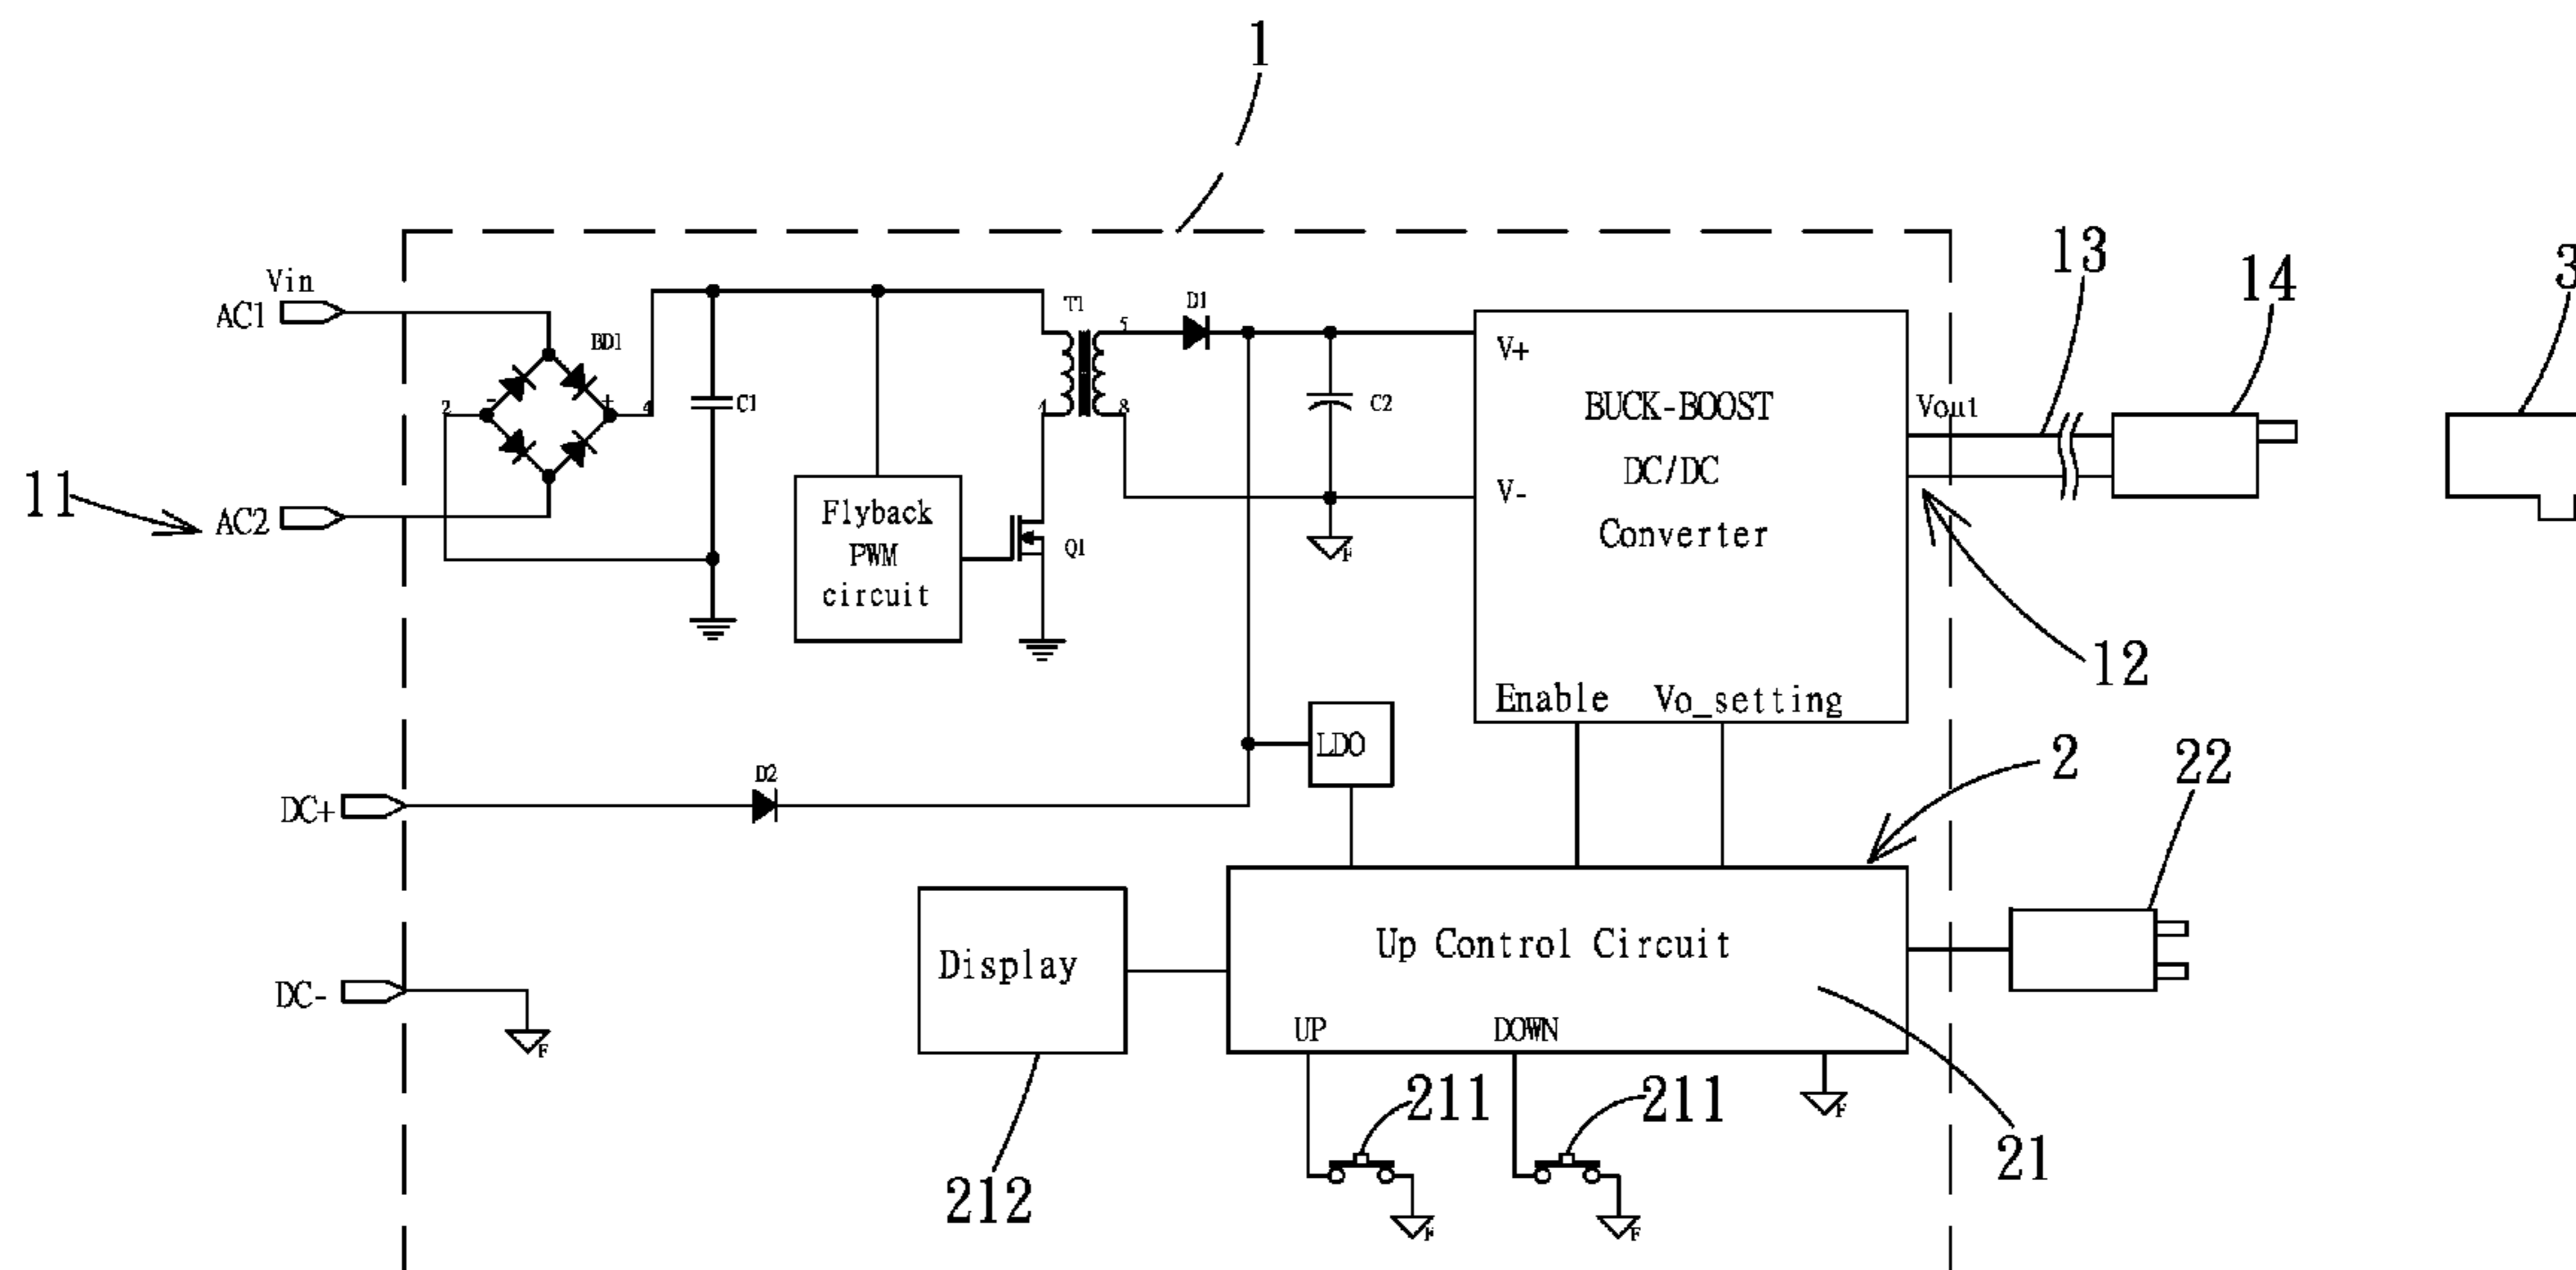 1
Vin
AC1
BD1
2
-
+
4
C1
AC2
11
Flyback
PWM
circuit
T1
4
5
8
Q1
D1
C2
F
V+
V-
BUCK-BOOST
DC/DC
Converter
Enable
Vo_setting
Vout
13
14
3
12
DC+
D2
LDO
2
22
DC-
F
Display
Up Control Circuit
UP
DOWN
F
211
211
21
212
F
F